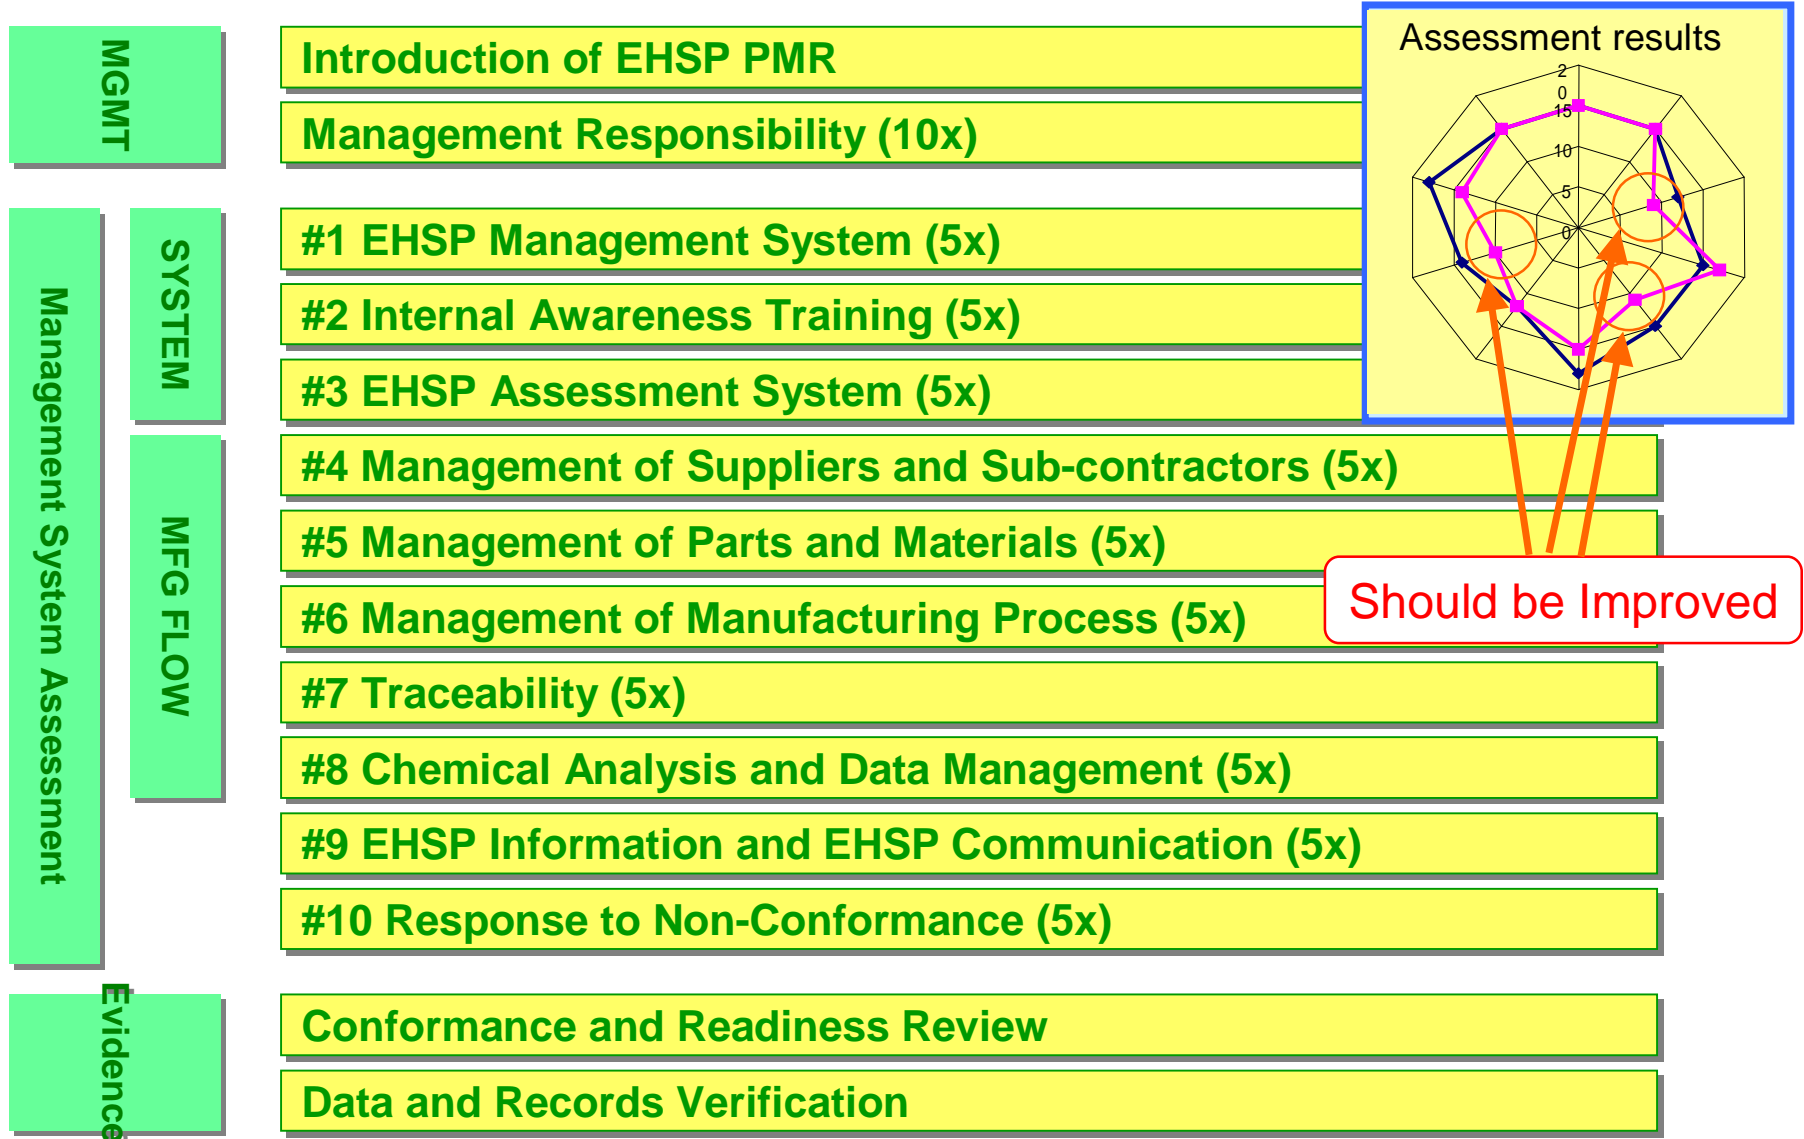 MGMT
Introduction of EHSP PMR
Management Responsibility (10x)
Assessment results
2
0
15
10
5
0
Management System Assessment
SYSTEM
#1 EHSP Management System (5x)
#2 Internal Awareness Training (5x)
#3 EHSP Assessment System (5x)
MFG FLOW
#4 Management of Suppliers and Sub-contractors (5x)
#5 Management of Parts and Materials (5x)
#6 Management of Manufacturing Process (5x)
Should be Improved
#7 Traceability (5x)
#8 Chemical Analysis and Data Management (5x)
#9 EHSP Information and EHSP Communication (5x)
#10 Response to Non-Conformance (5x)
Evidence
Conformance and Readiness Review
Data and Records Verification